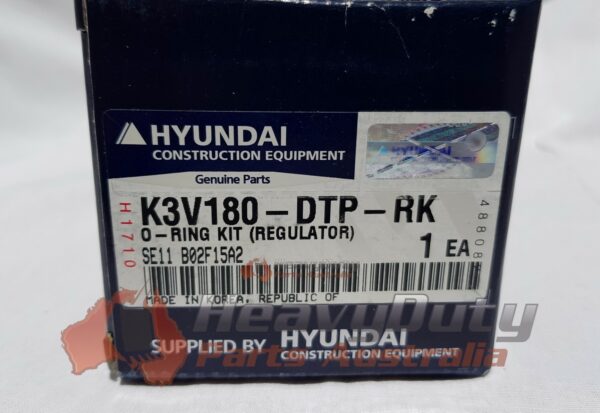 HYUNDAI
CONSTRUCTION EQUIPMENT
Genuine Parts
K3V180-DTP-RK
O-RING KIT (REGULATOR)
1 EA
SE11 B02F15A2
H1710
MADE IN KOREA, REPUBLIC OF
SUPPLIED BY HYUNDAI
CONSTRUCTION EQUIPMENT
HeavyDuty
Parts Australia